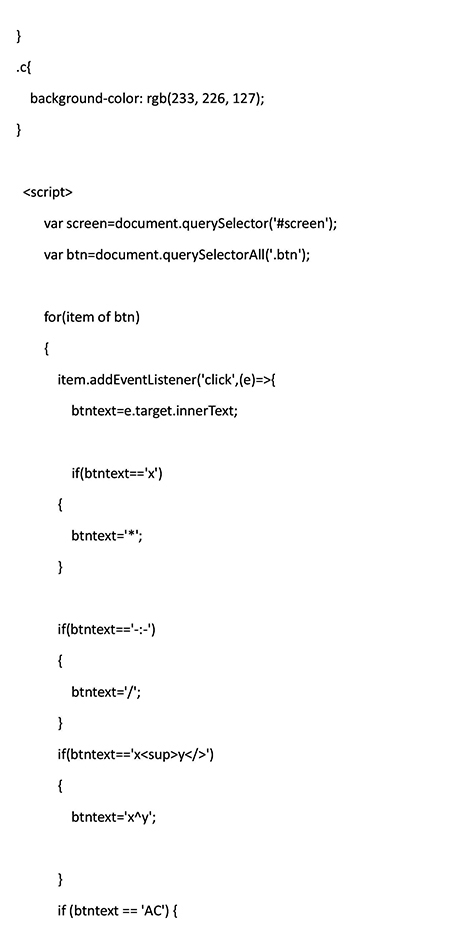 }
.c{
background-color: rgb(233, 226, 127);
}
<script>
var screen=document.querySelector('#screen');
var btn=document.querySelectorAll('.btn');
for(item of btn)
{
item.addEventListener('click',(e)=>{
btntext=e.target.innerText;
if(btntext=='x')
{
btntext='*';
}
if(btntext=='-:-')
{
btntext='/';
}
if(btntext=='x<sup>y</>')
{
btntext='x^y';
}
if (btntext == 'AC') {